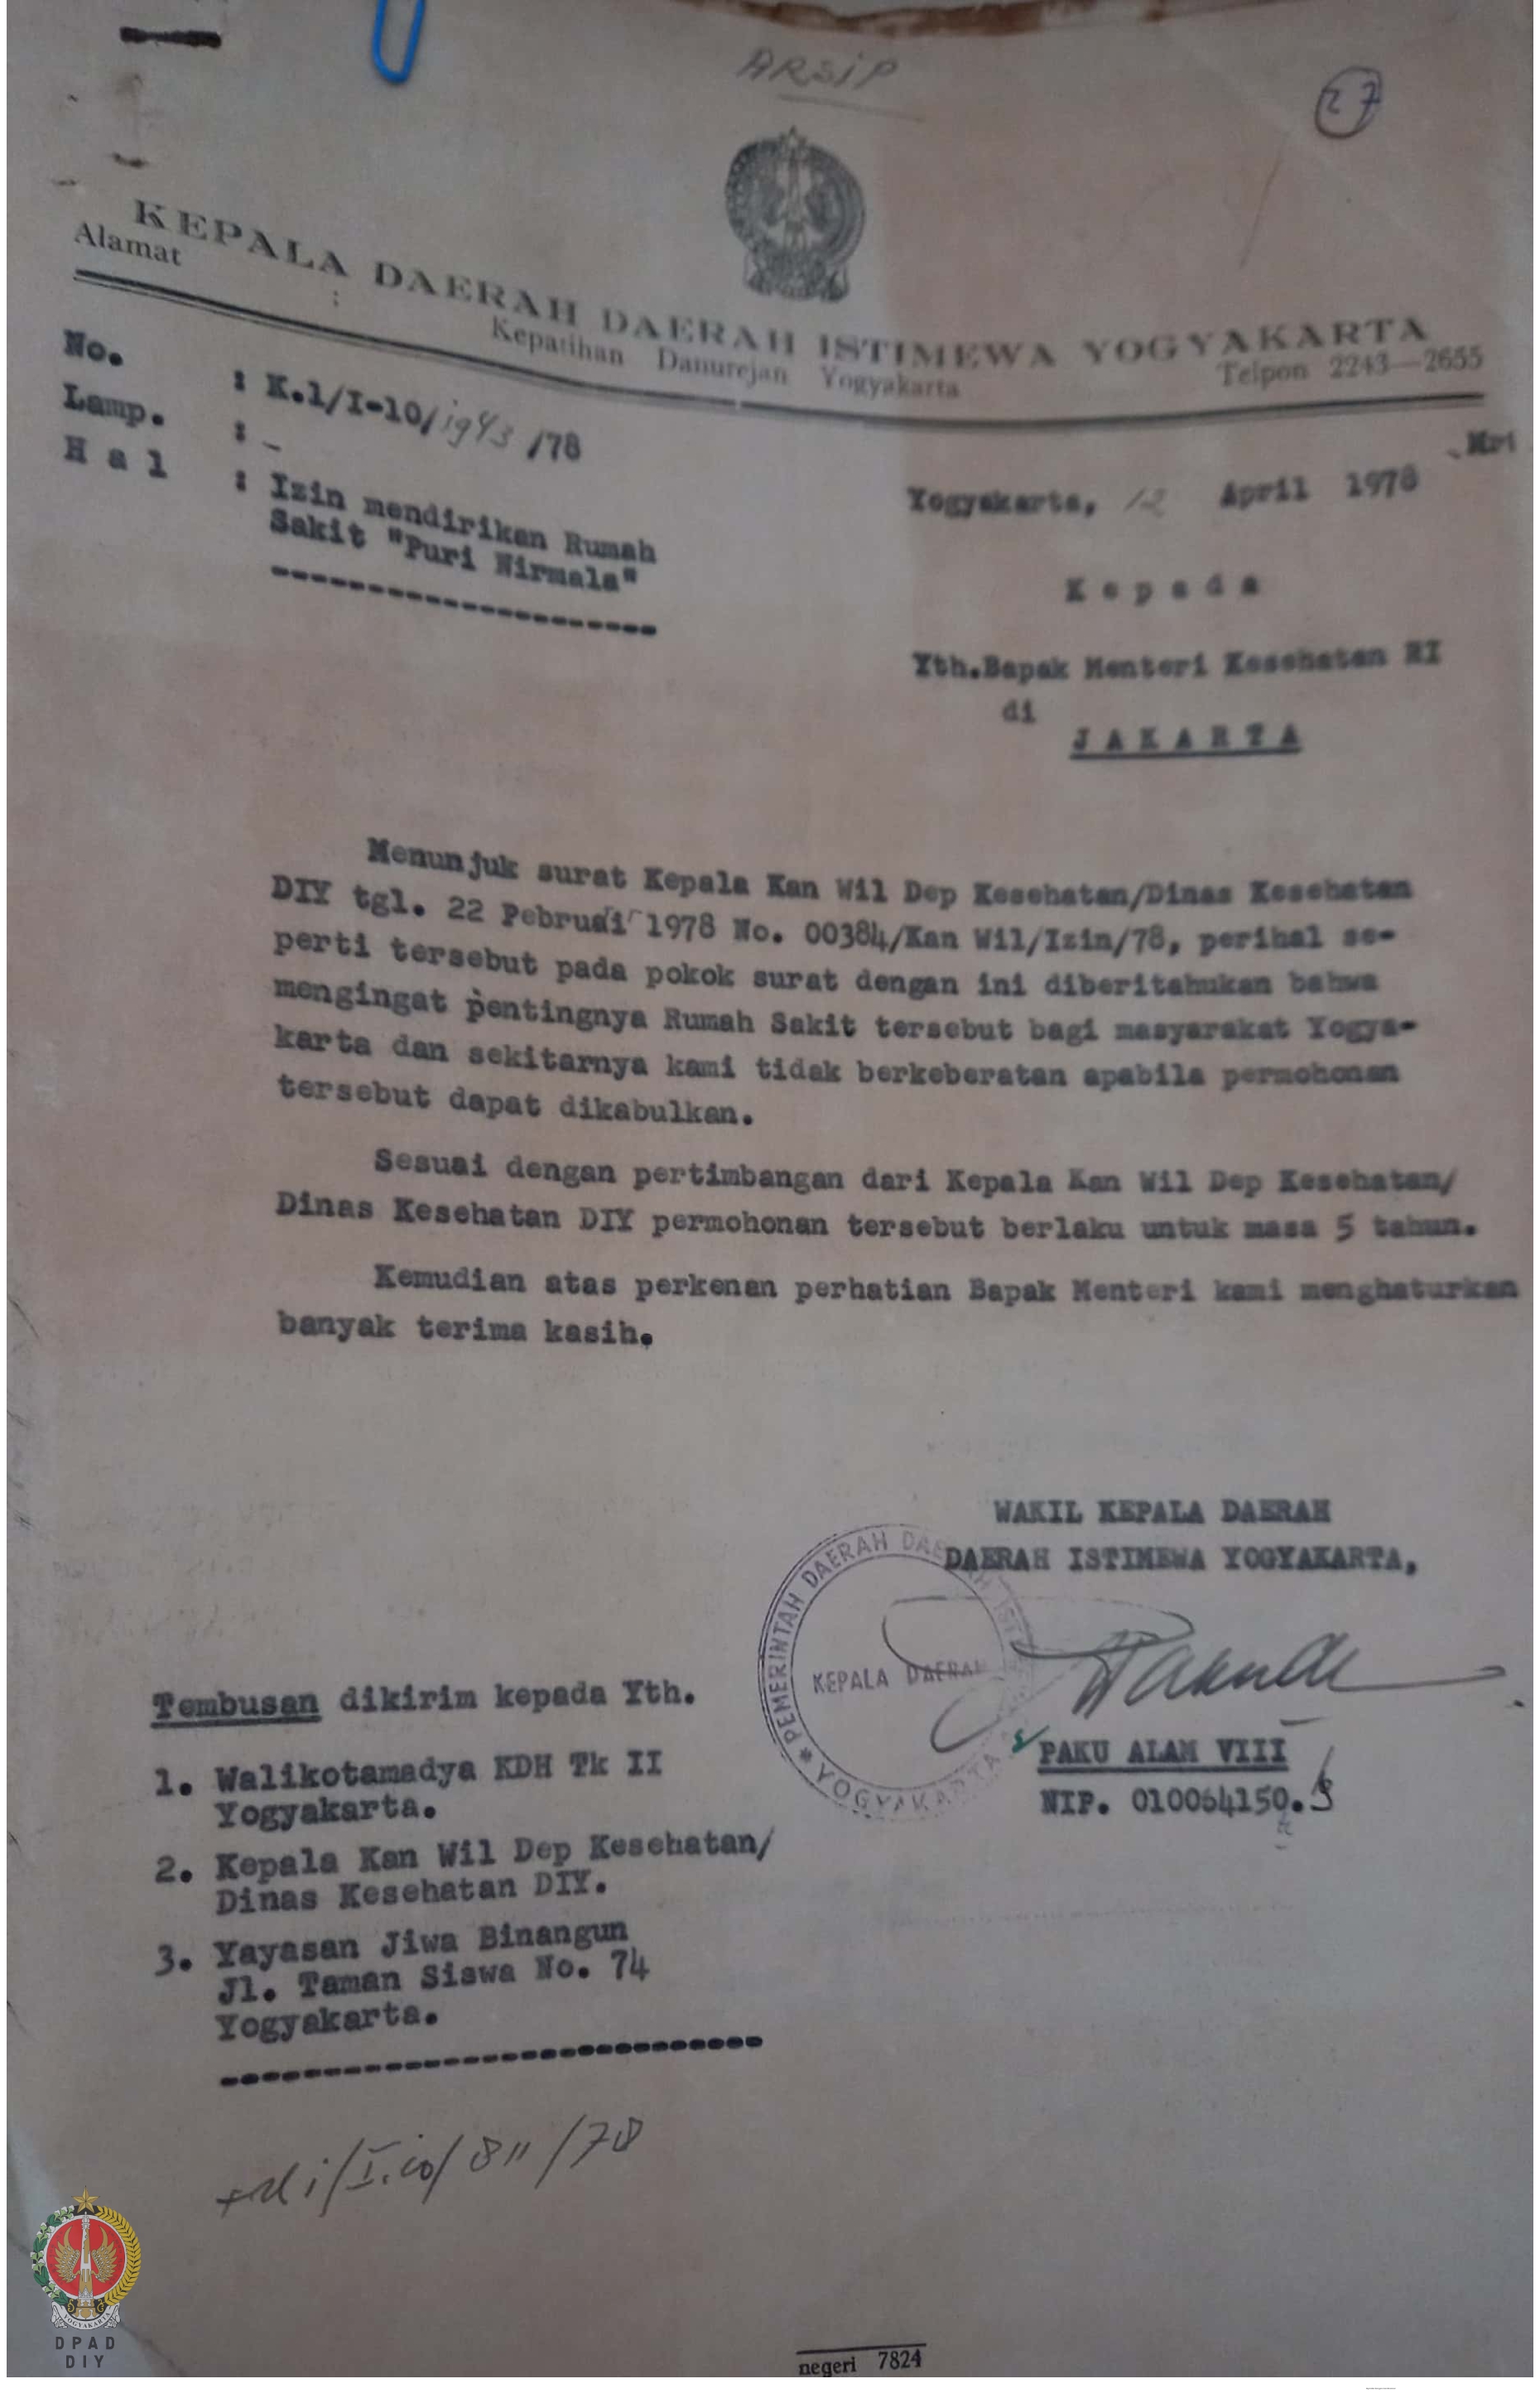 ARSIP
27
KEPALA DAERAH DAERAH ISTIMEWA YOGYAKARTA
Alamat : Kepatihan Danurejan Yogyakarta Telpon 2243—2655
Mri
No. : K.1/I-10/1943/78
Lamp. : -
Hal : Izin mendirikan Rumah
Sakit "Puri Nirmala"
Yogyakarta, 12 April 1978
Kepada
Yth.Bapak Menteri Kesehatan RI
di
JAKARTA
Menunjuk surat Kepala Kan Wil Dep Kesehatan/Dinas Kesehatan
DIY tgl. 22 Pebruari 1978 No. 00384/Kan Wil/Izin/78, perihal se-
perti tersebut pada pokok surat dengan ini diberitahukan bahwa
mengingat pentingnya Rumah Sakit tersebut bagi masyarakat Yogya-
karta dan sekitarnya kami tidak berkeberatan apabila permohonan
tersebut dapat dikabulkan.
Sesuai dengan pertimbangan dari Kepala Kan Wil Dep Kesehatan/
Dinas Kesehatan DIY permohonan tersebut berlaku untuk masa 5 tahun.
Kemudian atas perkenan perhatian Bapak Menteri kami menghaturkan
banyak terima kasih.
WAKIL KEPALA DAERAH
DAERAH ISTIMEWA YOGYAKARTA,
PEMERINTAH DAERAH DAERAH ISTIMEWA
KEPALA DAERAH
YOGYAKARTA
PAKU ALAM VIII
NIP. 010064150.
Tembusan dikirim kepada Yth.
1. Walikotamadya KDH Tk II
Yogyakarta.
2. Kepala Kan Wil Dep Kesehatan/
Dinas Kesehatan DIY.
3. Yayasan Jiwa Binangun
Jl. Taman Siswa No. 74
Yogyakarta.
YOGYAKARTA
DPAD
DIY
negeri 7824